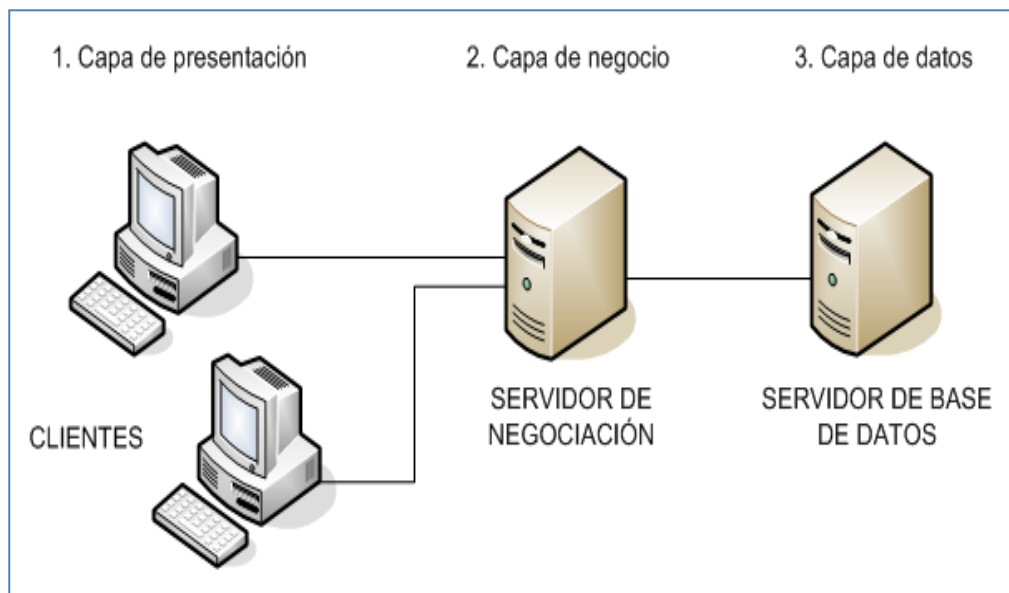 1. Capa de presentación
2. Capa de negocio
3. Capa de datos
CLIENTES
SERVIDOR DE
NEGOCIACIÓN
SERVIDOR DE BASE
DE DATOS